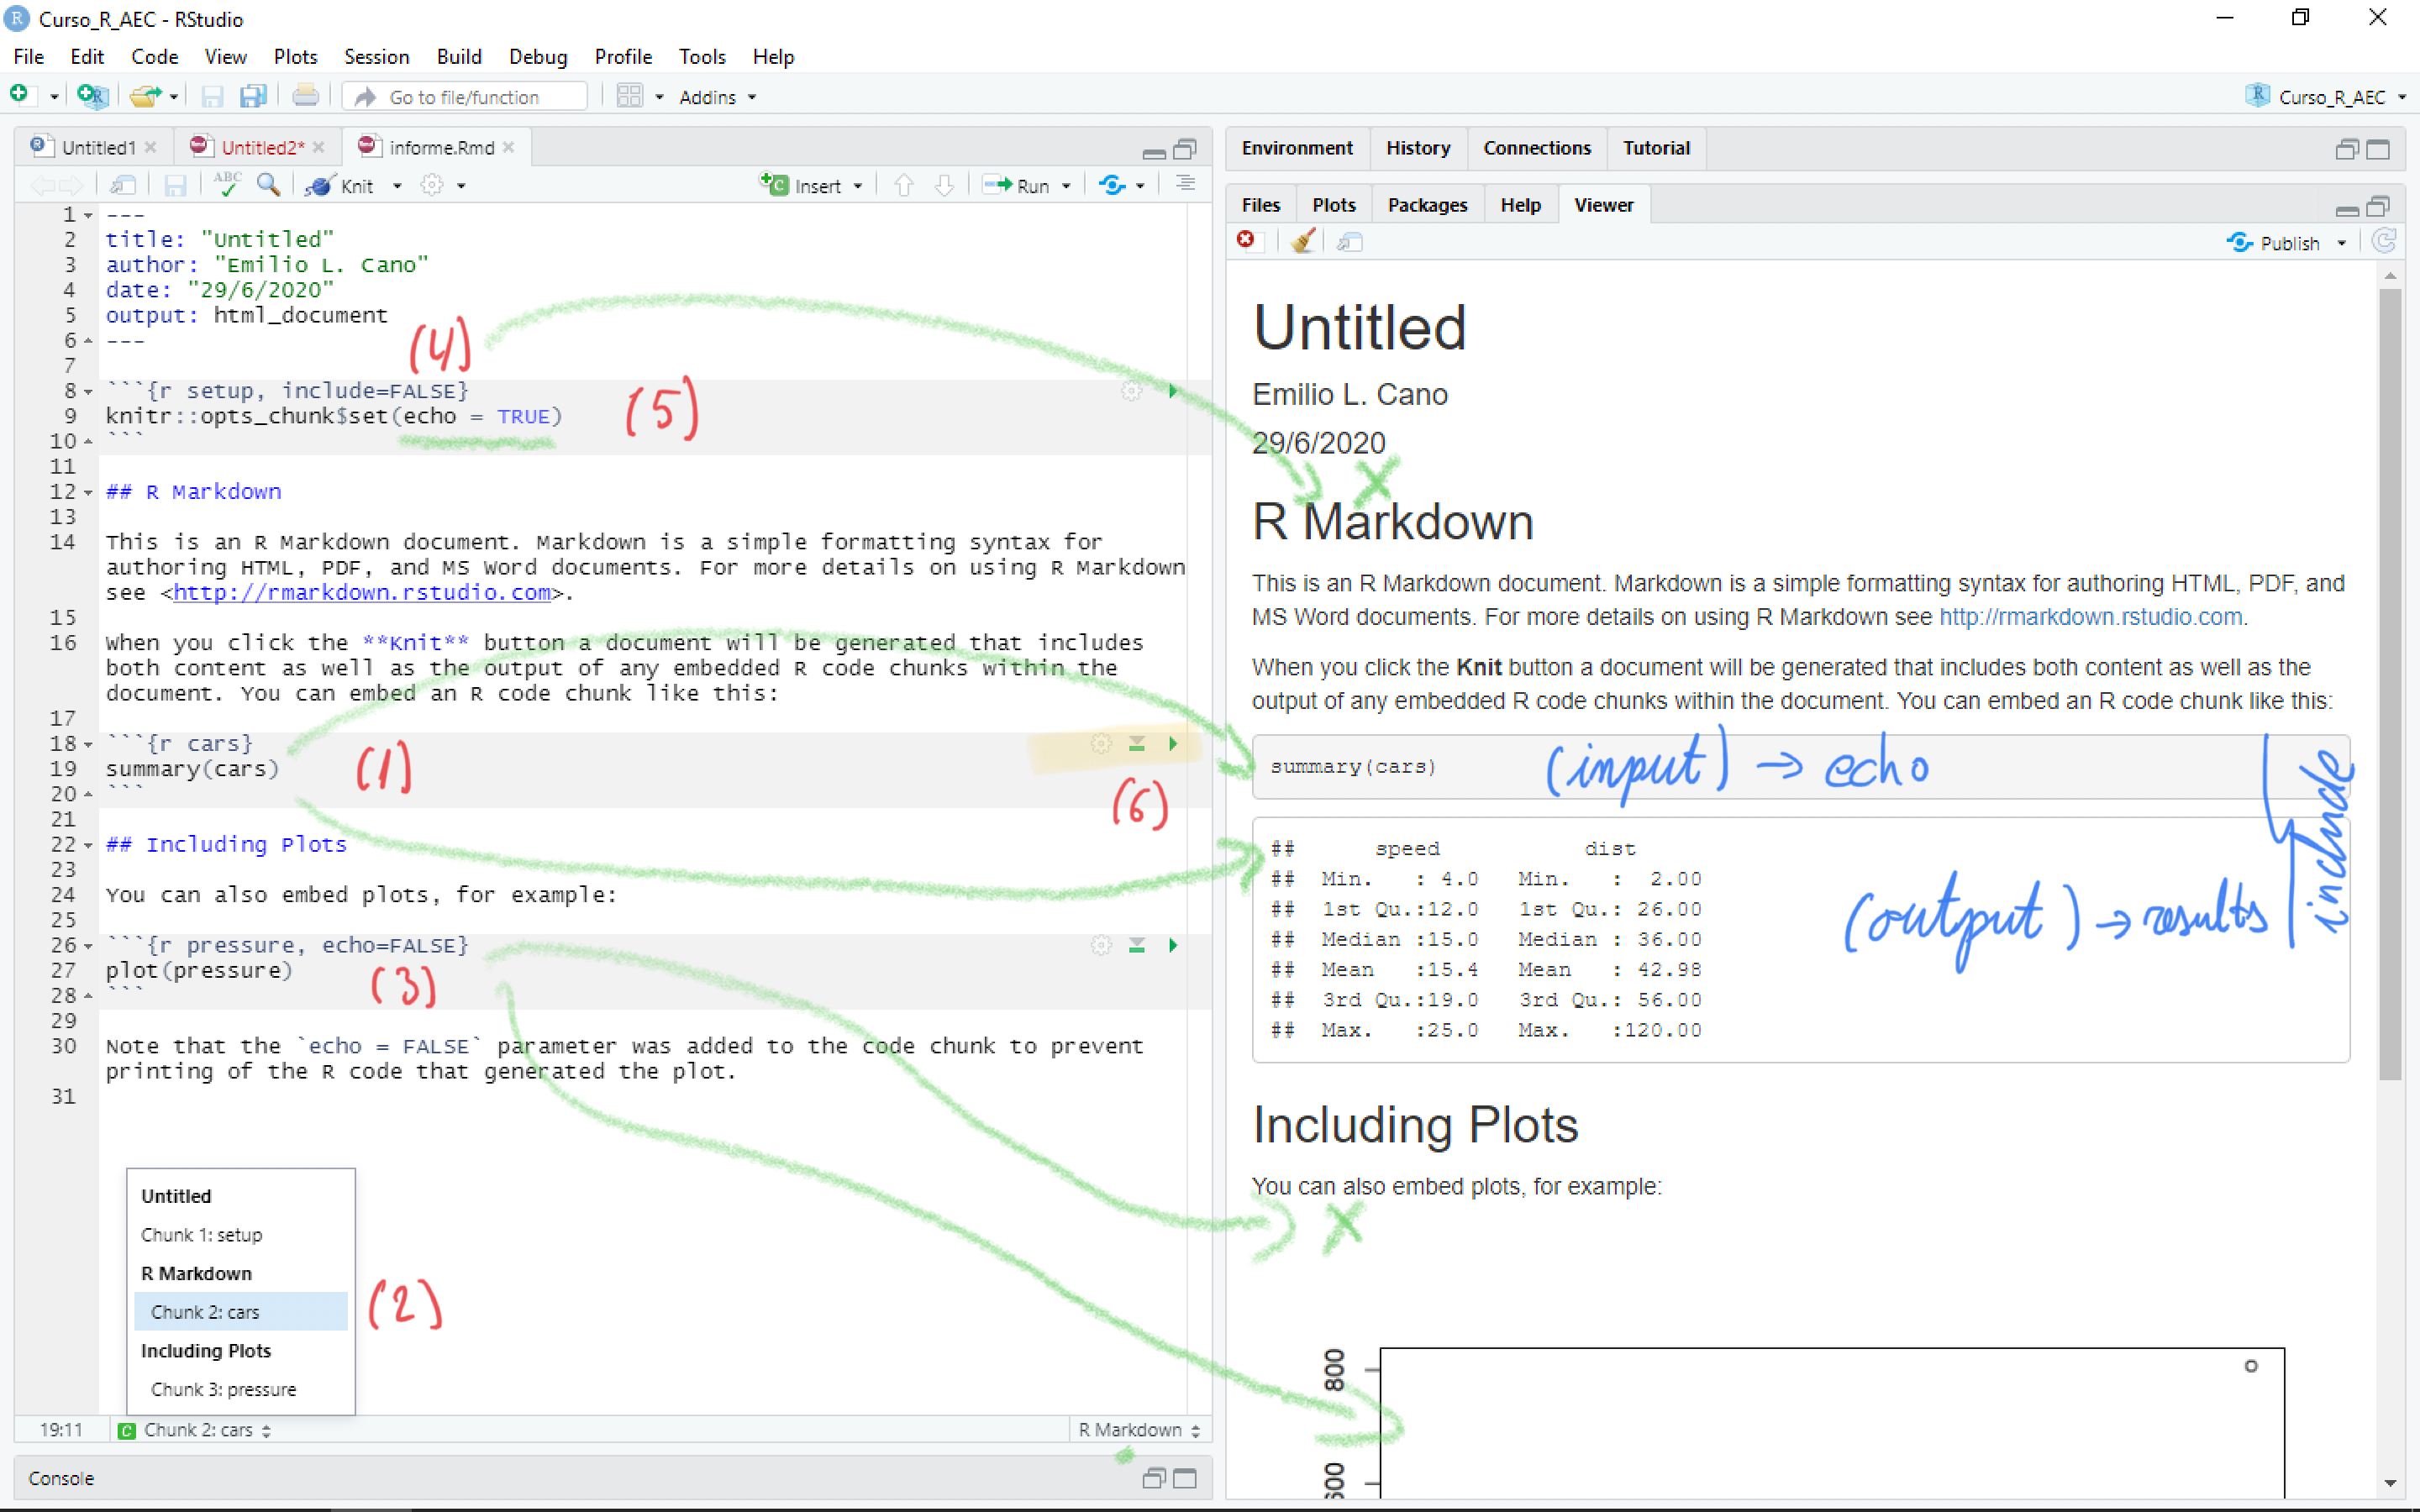 Curso_R_AEC - RStudio
File Edit Code View Plots Session Build Debug Profile Tools Help
Go to file/function Addins Curso_R_AEC
Untitled1 Untitled2* informe.Rmd
ABC Knit Insert Run
1 ---
2 title: "Untitled"
3 author: "Emilio L. Cano"
4 date: "29/6/2020"
5 output: html_document
(4)
6 ---
7
8 ```{r setup, include=FALSE}
(5)
9 knitr::opts_chunk$set(echo = TRUE)
10 ```
11
12 ## R Markdown
13
14 This is an R Markdown document. Markdown is a simple formatting syntax for
authoring HTML, PDF, and MS Word documents. For more details on using R Markdown
see <http://rmarkdown.rstudio.com>.
15
16 When you click the **Knit** button a document will be generated that includes
both content as well as the output of any embedded R code chunks within the
document. You can embed an R code chunk like this:
17
18 ```{r cars}
19 summary(cars)
(1)
20 ```
(6)
21
22 ## Including Plots
23
24 You can also embed plots, for example:
25
26 ```{r pressure, echo=FALSE}
27 plot(pressure)
(3)
28 ```
29
30 Note that the `echo = FALSE` parameter was added to the code chunk to prevent
printing of the R code that generated the plot.
31
Untitled
Chunk 1: setup
R Markdown
Chunk 2: cars
(2)
Including Plots
Chunk 3: pressure
19:11 C Chunk 2: cars R Markdown
Console
Environment History Connections Tutorial
Files Plots Packages Help Viewer
Publish
Untitled
Emilio L. Cano
29/6/2020
X
R Markdown
This is an R Markdown document. Markdown is a simple formatting syntax for authoring HTML, PDF, and
MS Word documents. For more details on using R Markdown see http://rmarkdown.rstudio.com.
When you click the Knit button a document will be generated that includes both content as well as the
output of any embedded R code chunks within the document. You can embed an R code chunk like this:
summary(cars)
(input) → echo
include
## speed dist
## Min. : 4.0 Min. : 2.00
## 1st Qu.:12.0 1st Qu.: 26.00
## Median :15.0 Median : 36.00
## Mean :15.4 Mean : 42.98
## 3rd Qu.:19.0 3rd Qu.: 56.00
## Max. :25.0 Max. :120.00
(output) → results
Including Plots
You can also embed plots, for example:
X
800
600